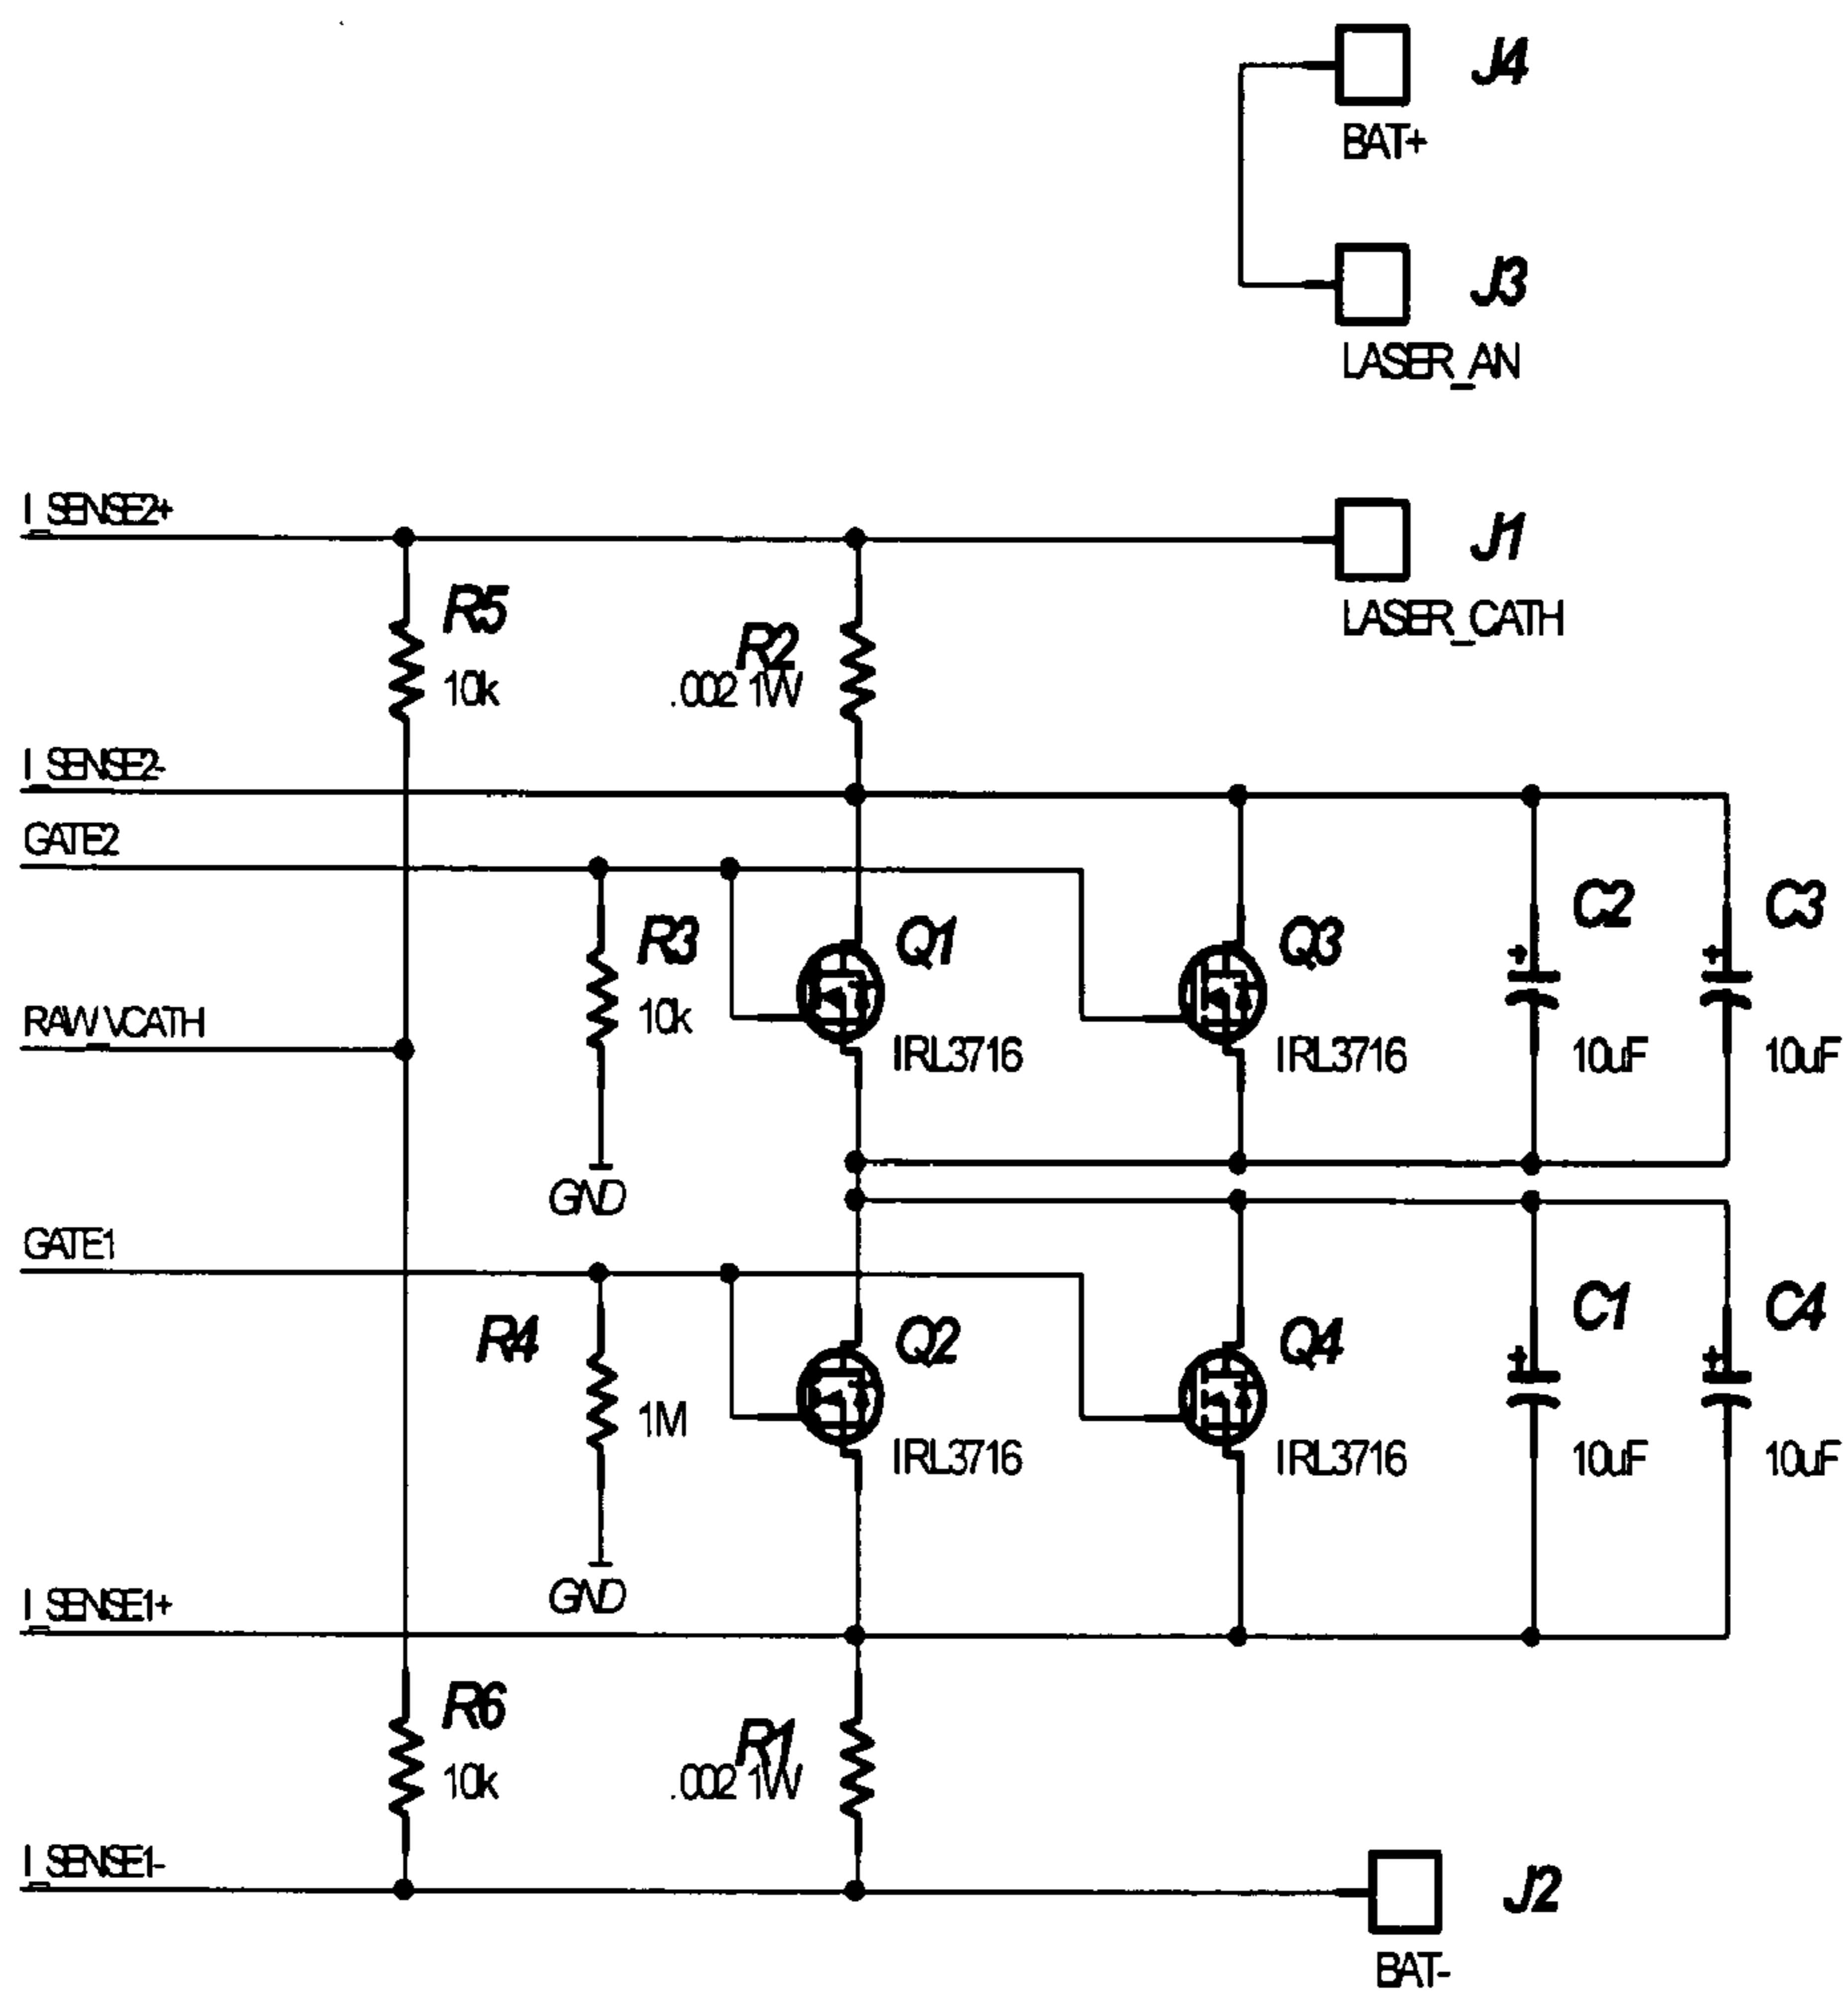 J4
BAT+
J3
LASER_AN
I_SENSE2+
J1
LASER_CATH
R5
10k
R2
.002 1W
I_SENSE2-
GATE2
R3
10k
Q1
IRL3716
Q3
IRL3716
C2
10uF
C3
10uF
RAW_VCATH
GND
GATE1
R4
1M
Q2
IRL3716
Q4
IRL3716
C1
10uF
C4
10uF
GND
I_SENSE1+
R6
10k
R1
.002 1W
I_SENSE1-
J2
BAT-